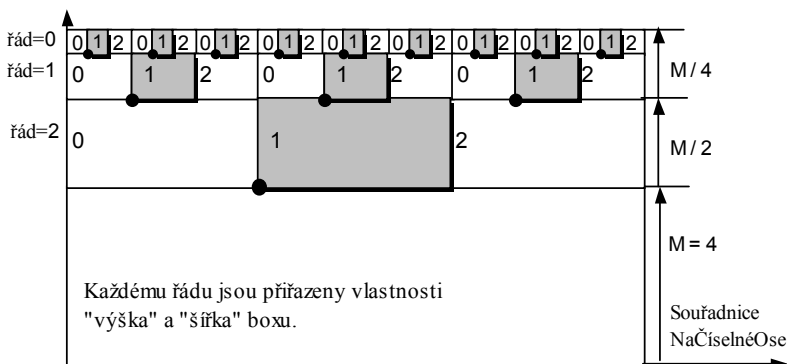 řád=0 0 1 2 0 1 2 0 1 2 0 1 2 0 1 2 0 1 2 0 1 2 0 1 2 0 1 2
řád=1 0 1 2 0 1 2 0 1 2 M / 4
řád=2 0 1 2 M / 2
M = 4
Každému řádu jsou přiřazeny vlastnosti
"výška" a "šířka" boxu.
Souřadnice
NaČíselnéOse